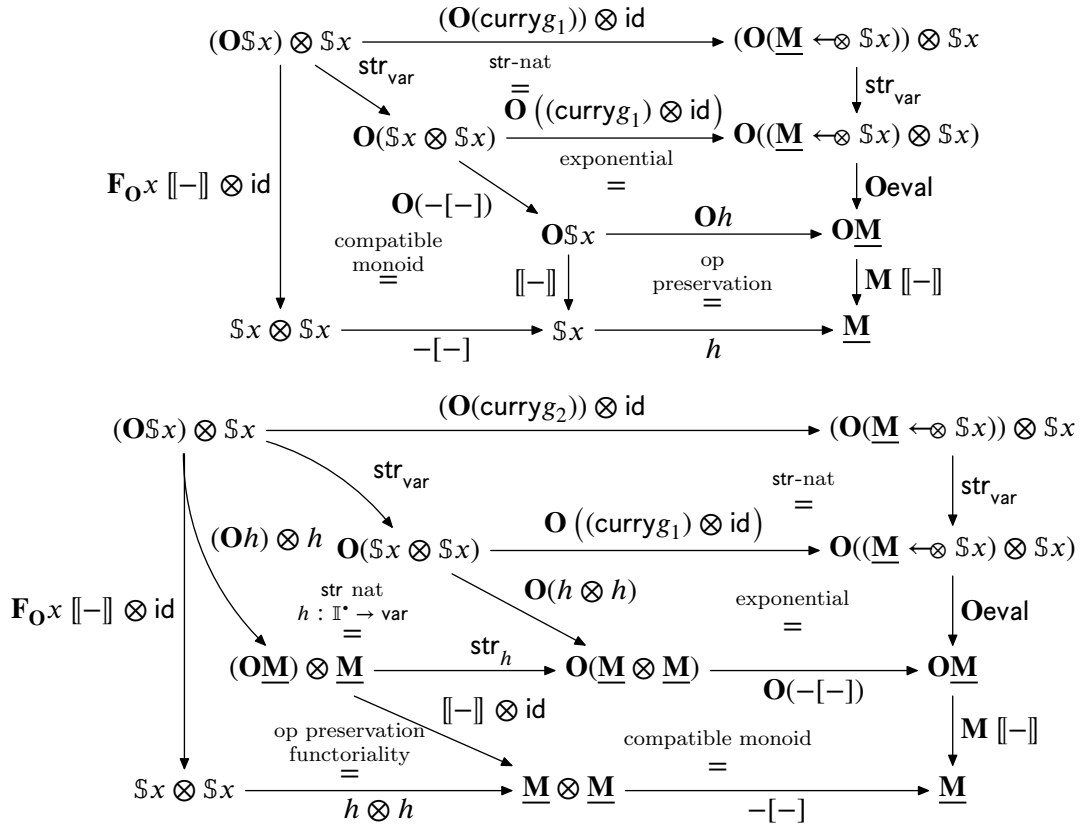 (O(curry g₁)) ⊗ id
(O𝕊x) ⊗ 𝕊x
(O(M ←⊗ 𝕊x)) ⊗ 𝕊x
str_var
str-nat
=
str_var
O((curry g₁) ⊗ id)
O(𝕊x ⊗ 𝕊x)
O((M ←⊗ 𝕊x) ⊗ 𝕊x)
exponential
=
F_O x ⟦−⟧ ⊗ id
O(−[−])
Oeval
Oh
O𝕊x
OM
compatible
monoid
=
⟦−⟧
op
preservation
=
M ⟦−⟧
𝕊x ⊗ 𝕊x
−[−]
𝕊x
h
M
(O(curry g₂)) ⊗ id
(O𝕊x) ⊗ 𝕊x
(O(M ←⊗ 𝕊x)) ⊗ 𝕊x
str_var
str-nat
=
str_var
(Oh) ⊗ h
O((curry g₁) ⊗ id)
O(𝕊x ⊗ 𝕊x)
O((M ←⊗ 𝕊x) ⊗ 𝕊x)
F_O x ⟦−⟧ ⊗ id
str nat
h : 𝕀• → var
=
O(h ⊗ h)
exponential
=
Oeval
(OM) ⊗ M
str_h
O(M ⊗ M)
O(−[−])
OM
⟦−⟧ ⊗ id
op preservation
functoriality
=
compatible monoid
=
M ⟦−⟧
𝕊x ⊗ 𝕊x
h ⊗ h
M ⊗ M
−[−]
M